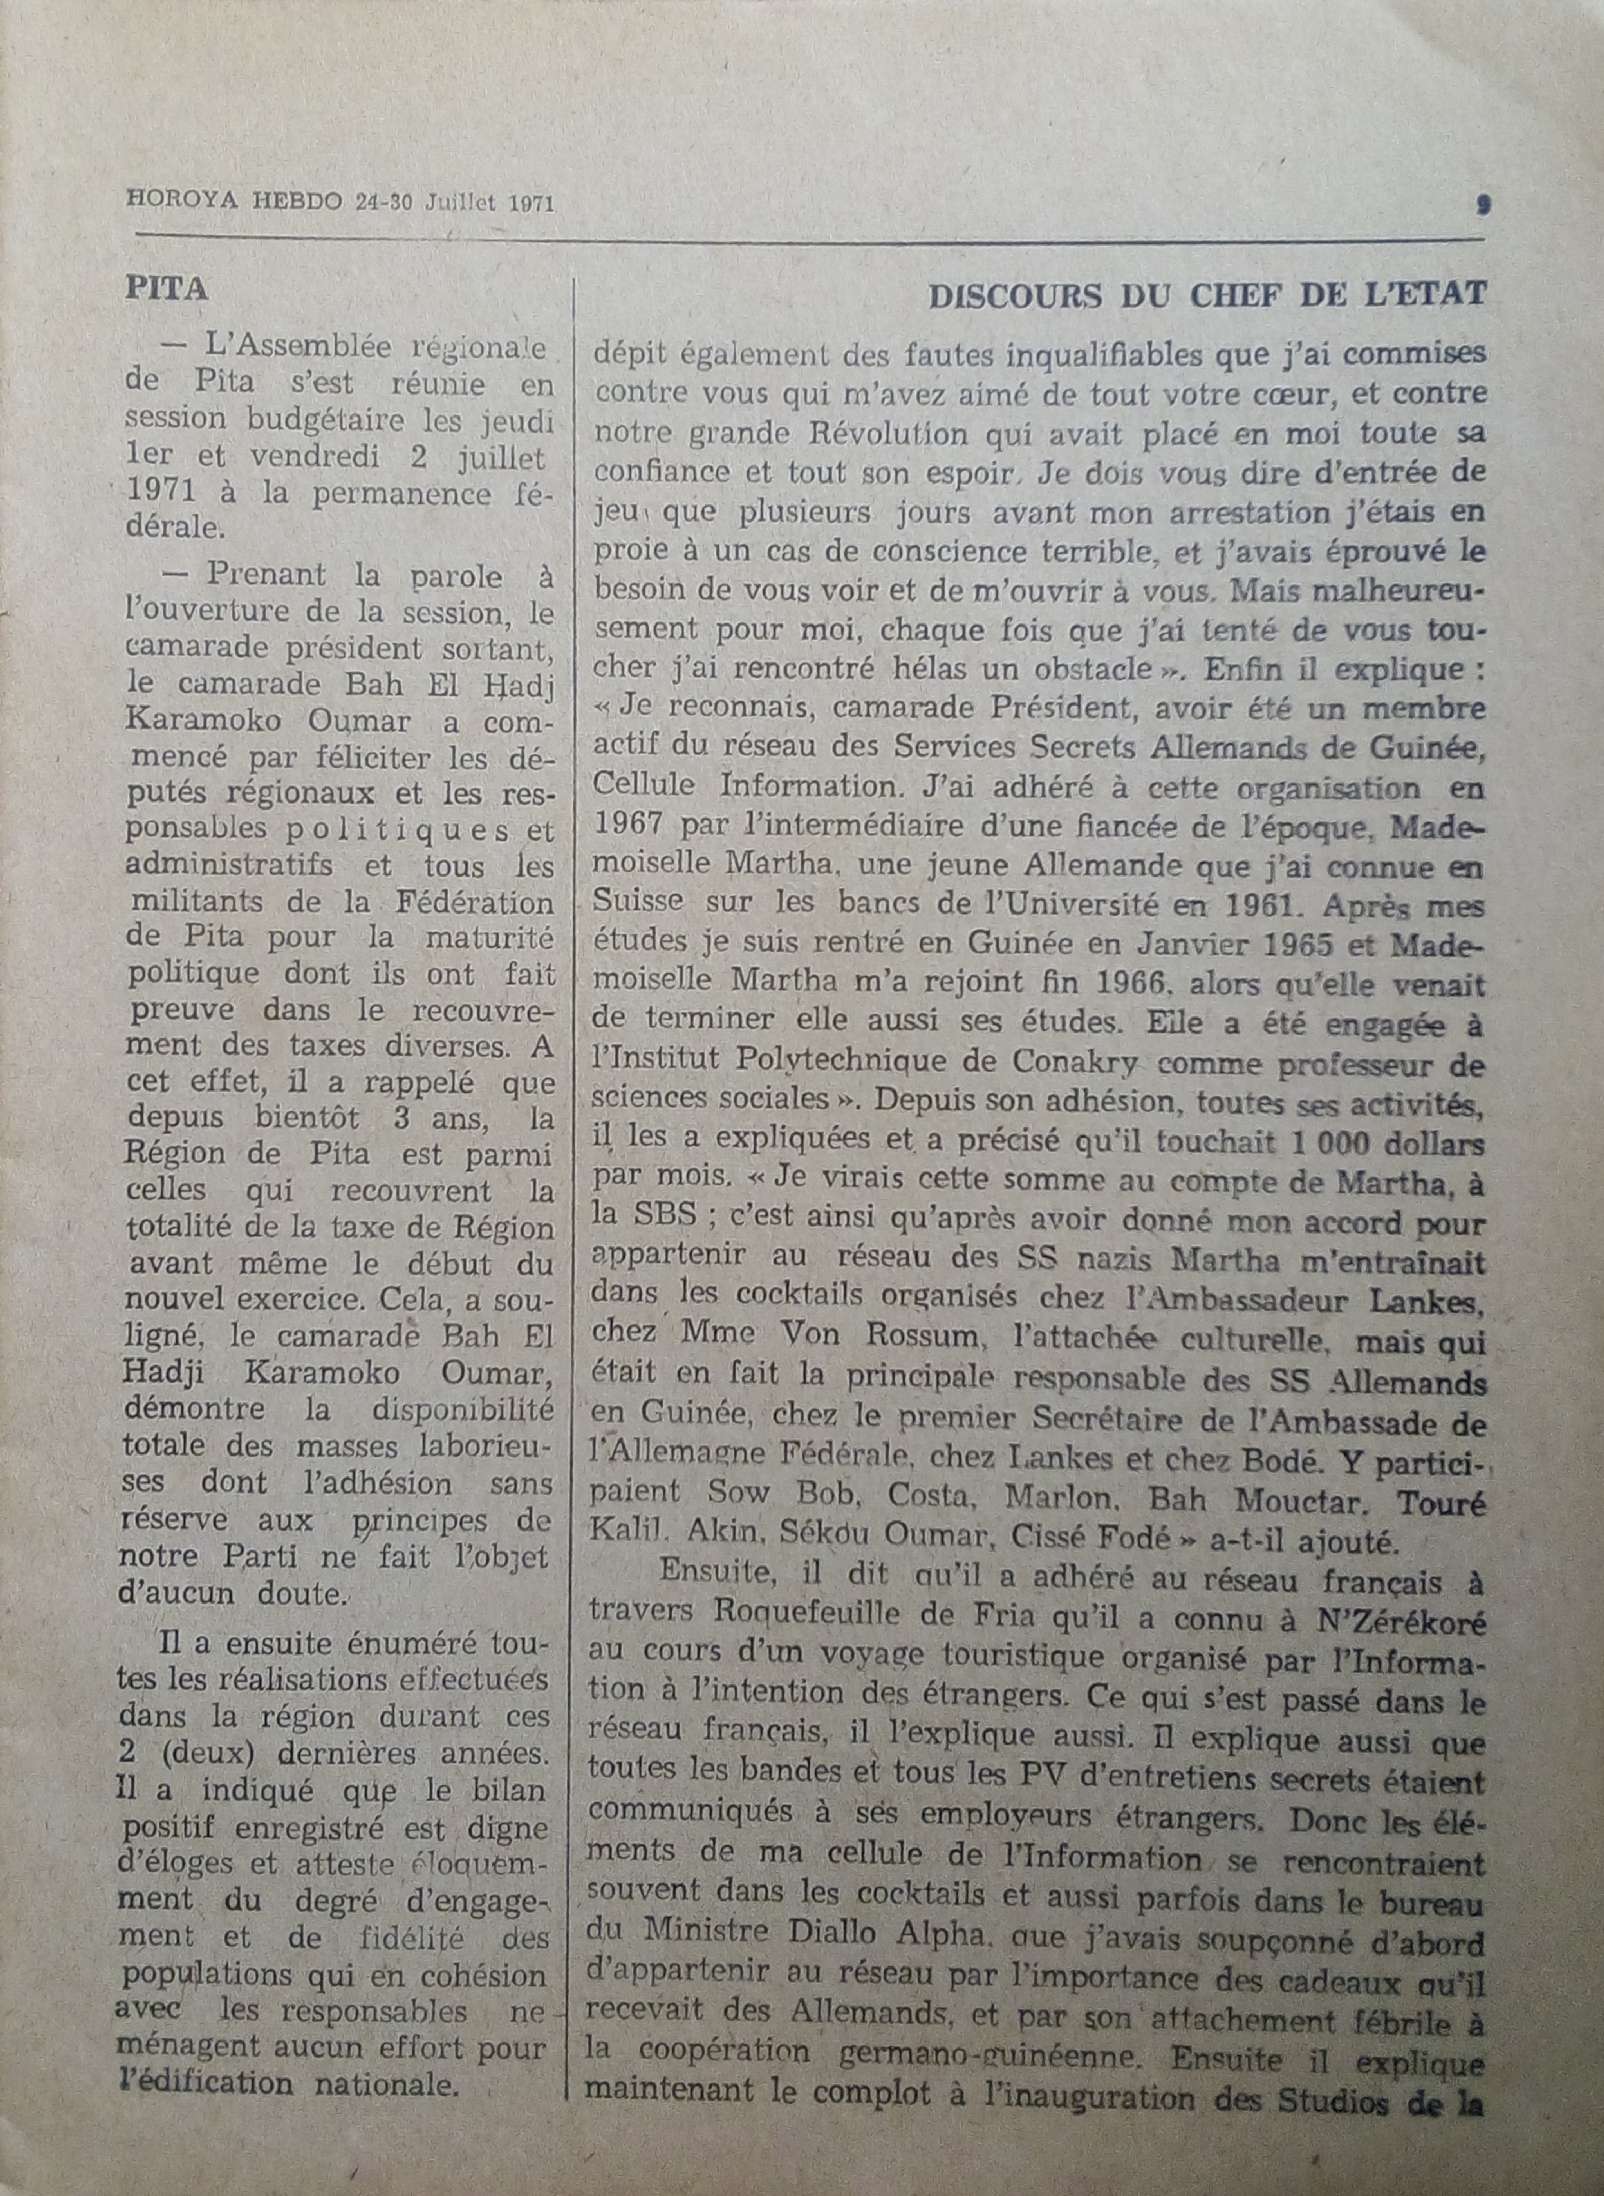 HOROYA HEBDO 24-30 Juillet 1971
9
PITA
— L'Assemblée régionale
de Pita s'est réunie en
session budgétaire les jeudi
1er et vendredi 2 juillet
1971 à la permanence fé-
dérale.
— Prenant la parole à
l'ouverture de la session, le
camarade président sortant,
le camarade Bah El Hadj
Karamoko Oumar a com-
mencé par féliciter les dé-
putés régionaux et les res-
ponsables politiques et
administratifs et tous les
militants de la Fédération
de Pita pour la maturité
politique dont ils ont fait
preuve dans le recouvre-
ment des taxes diverses. A
cet effet, il a rappelé que
depuis bientôt 3 ans, la
Région de Pita est parmi
celles qui recouvrent la
totalité de la taxe de Région
avant même le début du
nouvel exercice. Cela, a sou-
ligné, le camarade Bah El
Hadji Karamoko Oumar,
démontre la disponibilité
totale des masses laborieu-
ses dont l'adhésion sans
réserve aux principes de
notre Parti ne fait l'objet
d'aucun doute.
Il a ensuite énuméré tou-
tes les réalisations effectuées
dans la région durant ces
2 (deux) dernières années.
Il a indiqué que le bilan
positif enregistré est digne
d'éloges et atteste éloquem-
ment du degré d'engage-
ment et de fidélité des
populations qui en cohésion
avec les responsables ne
ménagent aucun effort pour
l'édification nationale.
DISCOURS DU CHEF DE L'ETAT
dépit également des fautes inqualifiables que j'ai commises
contre vous qui m'avez aimé de tout votre cœur, et contre
notre grande Révolution qui avait placé en moi toute sa
confiance et tout son espoir. Je dois vous dire d'entrée de
jeu que plusieurs jours avant mon arrestation j'étais en
proie à un cas de conscience terrible, et j'avais éprouvé le
besoin de vous voir et de m'ouvrir à vous. Mais malheureu-
sement pour moi, chaque fois que j'ai tenté de vous tou-
cher j'ai rencontré hélas un obstacle ». Enfin il explique :
« Je reconnais, camarade Président, avoir été un membre
actif du réseau des Services Secrets Allemands de Guinée,
Cellule Information. J'ai adhéré à cette organisation en
1967 par l'intermédiaire d'une fiancée de l'époque, Made-
moiselle Martha, une jeune Allemande que j'ai connue en
Suisse sur les bancs de l'Université en 1961. Après mes
études je suis rentré en Guinée en Janvier 1965 et Made-
moiselle Martha m'a rejoint fin 1966, alors qu'elle venait
de terminer elle aussi ses études. Elle a été engagée à
l'Institut Polytechnique de Conakry comme professeur de
sciences sociales ». Depuis son adhésion, toutes ses activités,
il les a expliquées et a précisé qu'il touchait 1 000 dollars
par mois. « Je virais cette somme au compte de Martha, à
la SBS ; c'est ainsi qu'après avoir donné mon accord pour
appartenir au réseau des SS nazis Martha m'entraînait
dans les cocktails organisés chez l'Ambassadeur Lankes,
chez Mme Von Rossum, l'attachée culturelle, mais qui
était en fait la principale responsable des SS Allemands
en Guinée, chez le premier Secrétaire de l'Ambassade de
l'Allemagne Fédérale, chez Lankes et chez Bodé. Y partici-
paient Sow Bob, Costa, Marlon, Bah Mouctar, Touré
Kalil, Akin, Sékou Oumar, Cissé Fodé » a-t-il ajouté.
Ensuite, il dit qu'il a adhéré au réseau français à
travers Roquefeuille de Fria qu'il a connu à N'Zérékoré
au cours d'un voyage touristique organisé par l'Informa-
tion à l'intention des étrangers. Ce qui s'est passé dans le
réseau français, il l'explique aussi. Il explique aussi que
toutes les bandes et tous les PV d'entretiens secrets étaient
communiqués à ses employeurs étrangers. Donc les élé-
ments de ma cellule de l'Information se rencontraient
souvent dans les cocktails et aussi parfois dans le bureau
du Ministre Diallo Alpha, que j'avais soupçonné d'abord
d'appartenir au réseau par l'importance des cadeaux qu'il
recevait des Allemands, et par son attachement fébrile à
la coopération germano-guinéenne. Ensuite il explique
maintenant le complot à l'inauguration des Studios de la